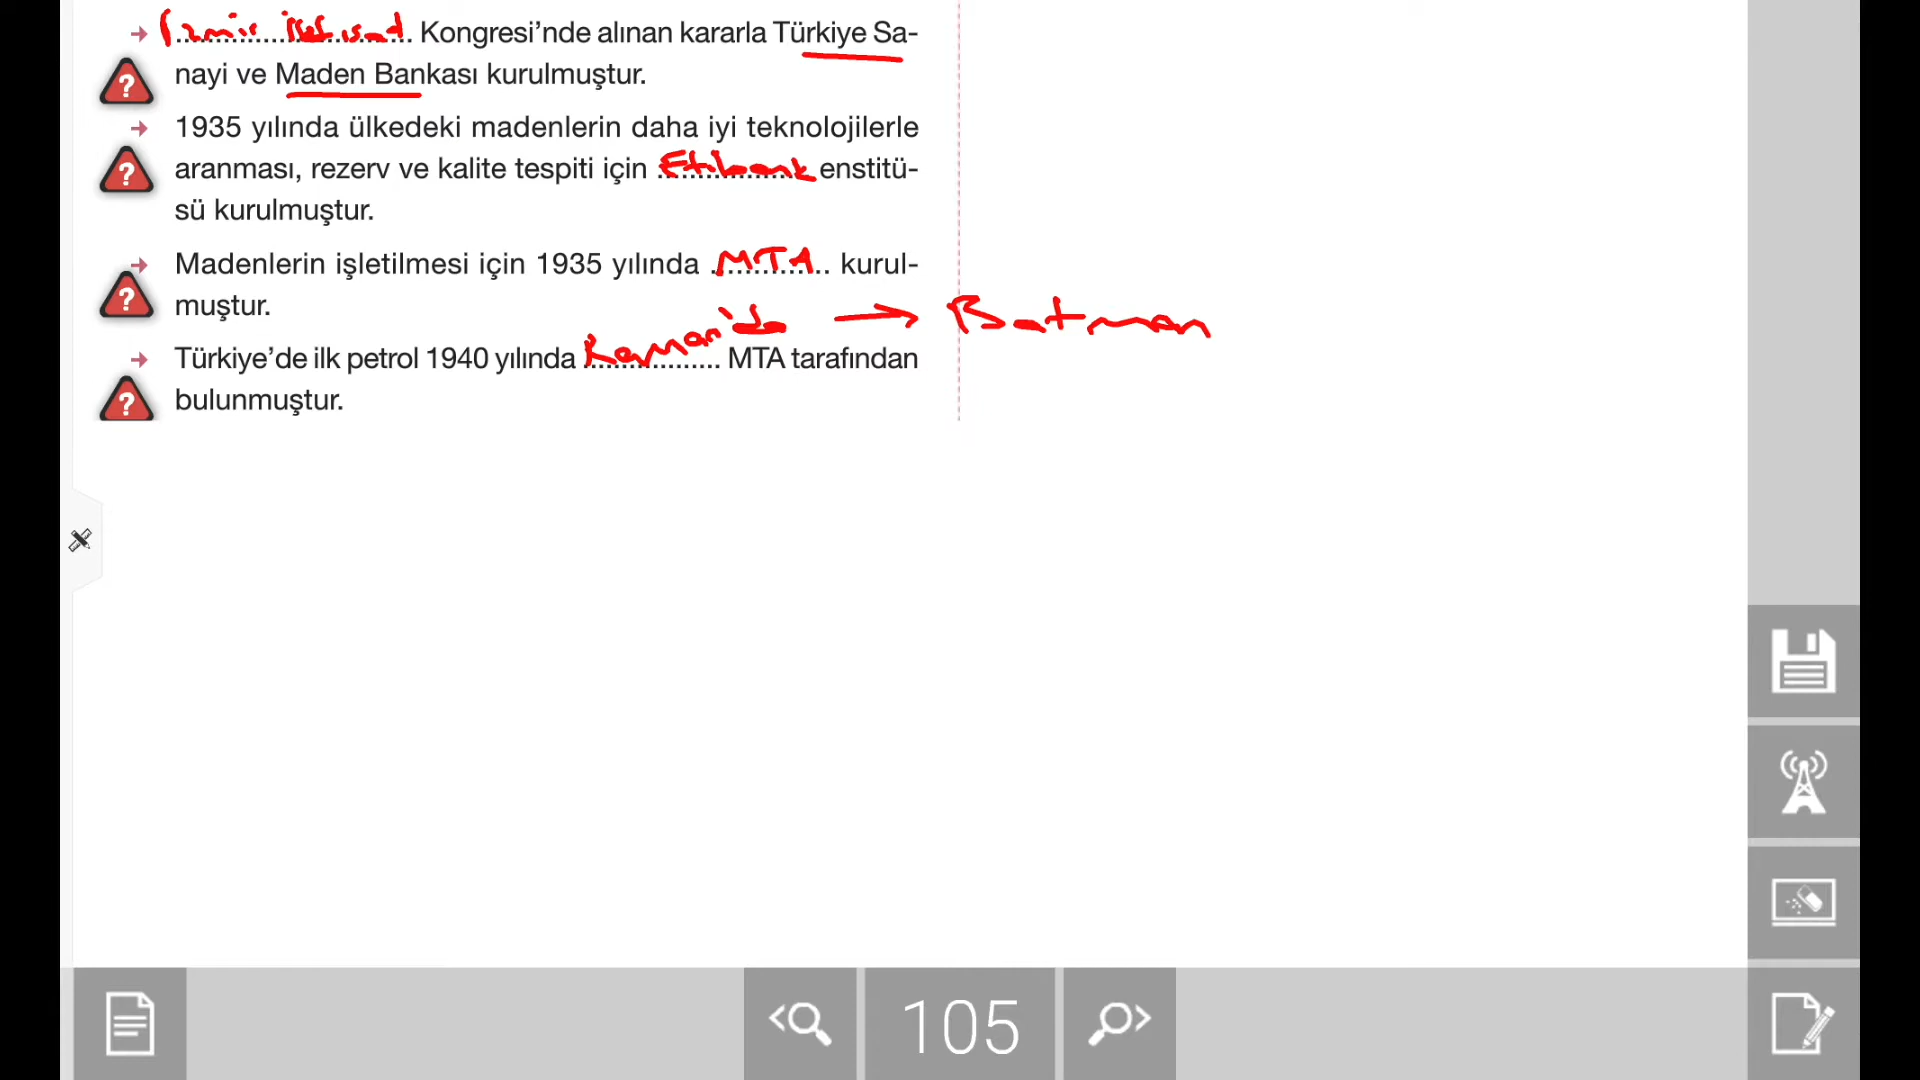 İzmir İktisad Kongresi'nde alınan kararla Türkiye Sa-
nayi ve Maden Bankası kurulmuştur.
1935 yılında ülkedeki madenlerin daha iyi teknolojilerle
aranması, rezerv ve kalite tespiti için Etibank enstitü-
sü kurulmuştur.
Madenlerin işletilmesi için 1935 yılında MTA kurul-
muştur.
Türkiye'de ilk petrol 1940 yılında Raman'da MTA tarafından → Batman
bulunmuştur.
105